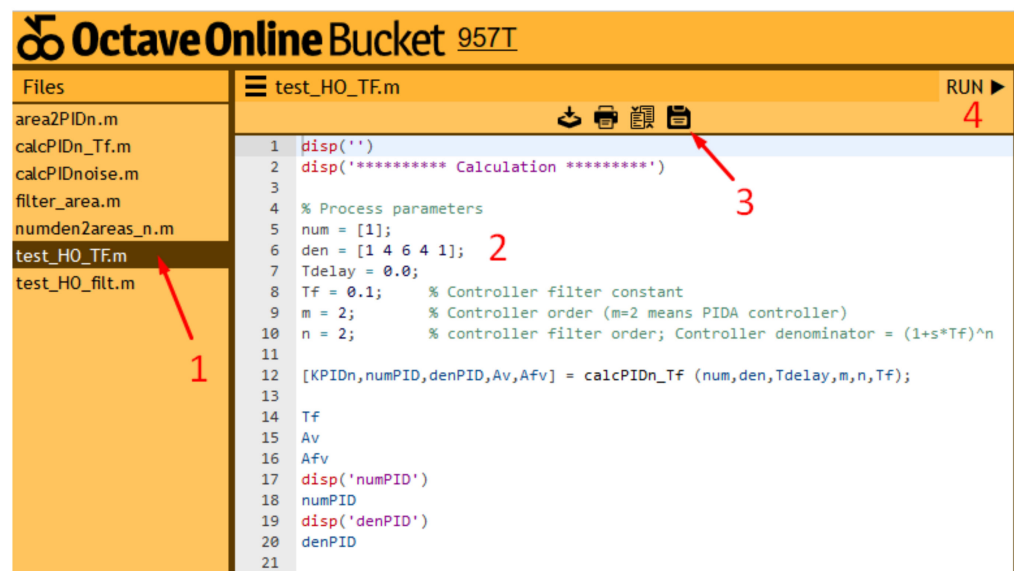 Octave Online Bucket 957T
Files
area2PIDn.m
calcPIDn_Tf.m
calcPIDnoise.m
filter_area.m
numden2areas_n.m
test_HO_TF.m
test_HO_filt.m
1
test_HO_TF.m
RUN
4
3
1 disp('')
2 disp('********** Calculation *********')
3
4 % Process parameters
5 num = [1];
6 den = [1 4 6 4 1];
2
7 Tdelay = 0.0;
8 Tf = 0.1; % Controller filter constant
9 m = 2; % Controller order (m=2 means PIDA controller)
10 n = 2; % controller filter order; Controller denominator = (1+s*Tf)^n
11
12 [KPIDn,numPID,denPID,Av,Afv] = calcPIDn_Tf (num,den,Tdelay,m,n,Tf);
13
14 Tf
15 Av
16 Afv
17 disp('numPID')
18 numPID
19 disp('denPID')
20 denPID
21